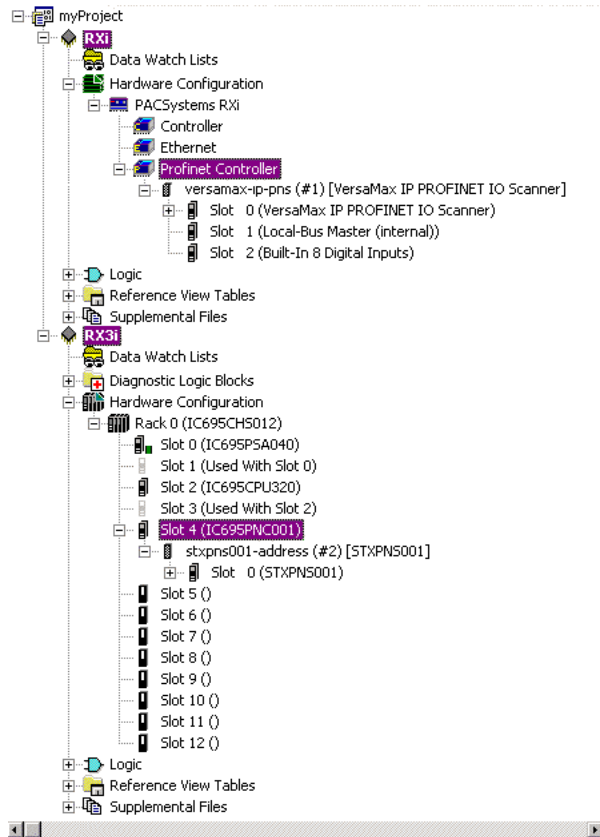 myProject
RXi
Data Watch Lists
Hardware Configuration
PACSystems RXi
Controller
Ethernet
Profinet Controller
versamax-ip-pns (#1) [VersaMax IP PROFINET IO Scanner]
Slot 0 (VersaMax IP PROFINET IO Scanner)
Slot 1 (Local-Bus Master (internal))
Slot 2 (Built-In 8 Digital Inputs)
Logic
Reference View Tables
Supplemental Files
RX3i
Data Watch Lists
Diagnostic Logic Blocks
Hardware Configuration
Rack 0 (IC695CHS012)
Slot 0 (IC695PSA040)
Slot 1 (Used With Slot 0)
Slot 2 (IC695CPU320)
Slot 3 (Used With Slot 2)
Slot 4 (IC695PNC001)
stxpns001-address (#2) [STXPNS001]
Slot 0 (STXPNS001)
Slot 5 ()
Slot 6 ()
Slot 7 ()
Slot 8 ()
Slot 9 ()
Slot 10 ()
Slot 11 ()
Slot 12 ()
Logic
Reference View Tables
Supplemental Files